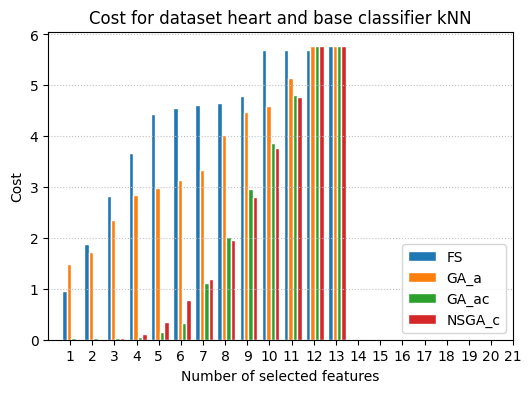 Cost for dataset heart and base classifier kNN
6
5
4
3
2
1
0
Cost
FS
GA_a
GA_ac
NSGA_c
1 2 3 4 5 6 7 8 9 10 11 12 13 14 15 16 17 18 19 20 21
Number of selected features